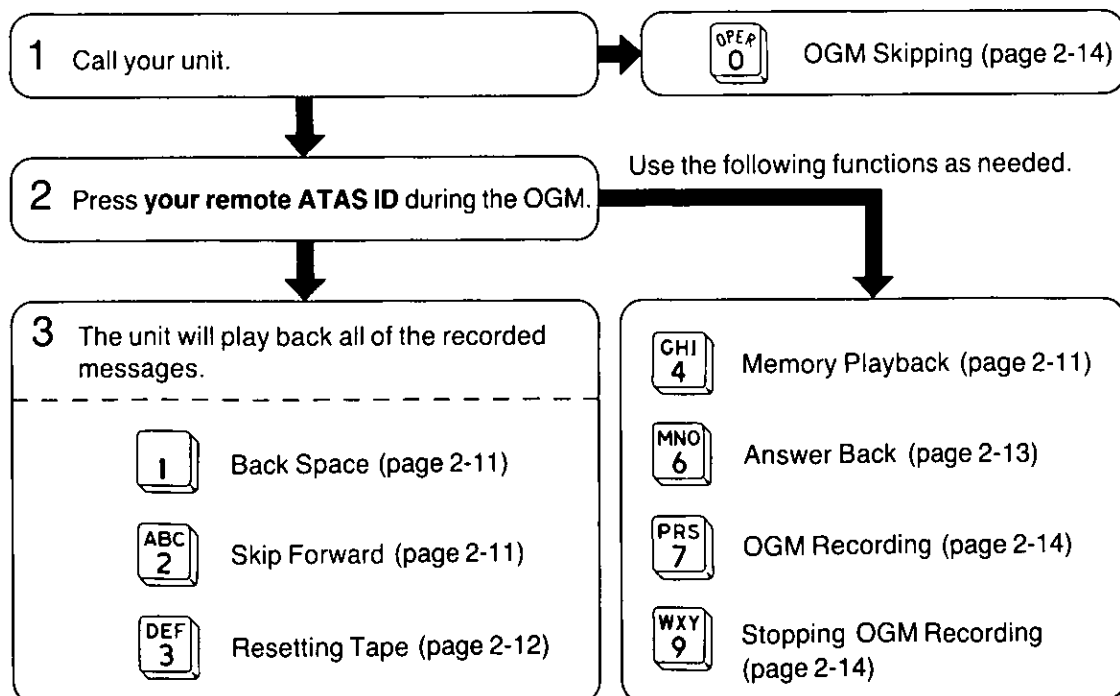 1 Call your unit.
OPER
0
OGM Skipping (page 2-14)
2 Press your remote ATAS ID during the OGM.
Use the following functions as needed.
3 The unit will play back all of the recorded
messages.
1
Back Space (page 2-11)
ABC
2
Skip Forward (page 2-11)
DEF
3
Resetting Tape (page 2-12)
GHI
4
Memory Playback (page 2-11)
MNO
6
Answer Back (page 2-13)
PRS
7
OGM Recording (page 2-14)
WXY
9
Stopping OGM Recording
(page 2-14)